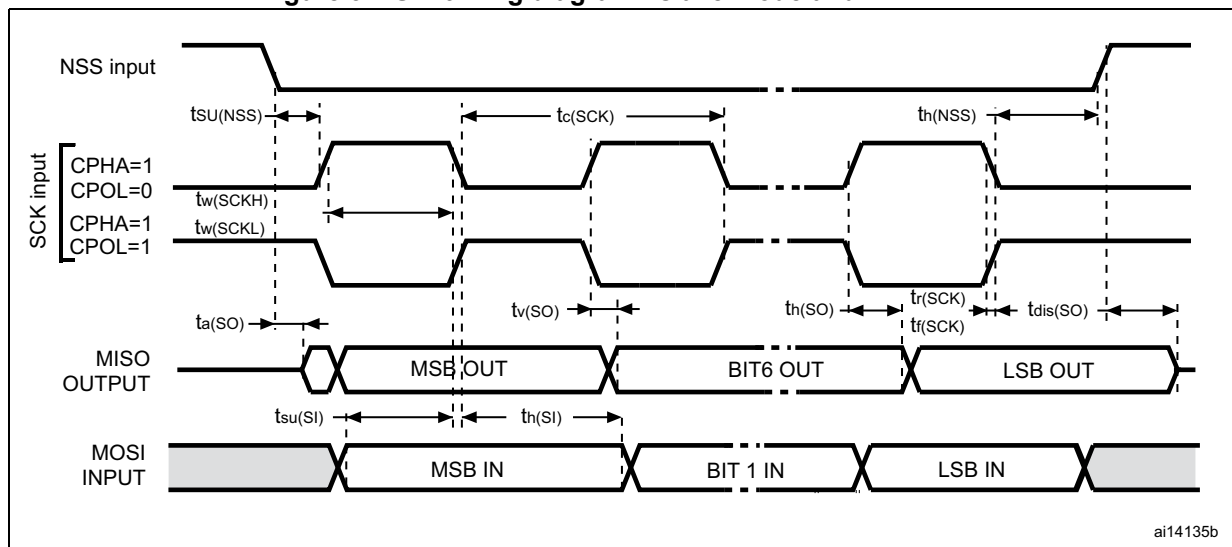 NSS input
tSU(NSS)
tc(SCK)
th(NSS)
SCK input
CPHA=1
CPOL=0
tw(SCKH)
CPHA=1
tw(SCKL)
CPOL=1
ta(SO)
tv(SO)
th(SO)
tr(SCK)
tf(SCK)
tdis(SO)
MISO
OUTPUT
MSB OUT
BIT6 OUT
LSB OUT
tsu(SI)
th(SI)
MOSI
INPUT
MSB IN
BIT 1 IN
LSB IN
ai14135b